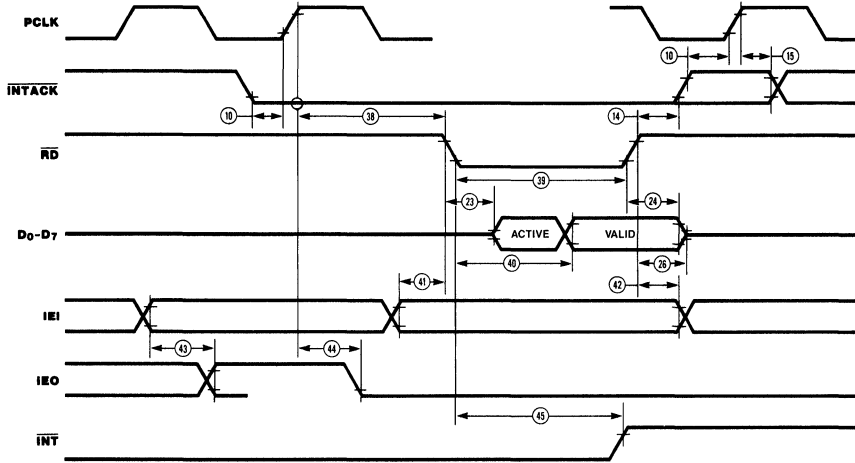 PCLK
10 15
INTACK
10 38 14
RD
39
23 24
D0-D7 ACTIVE VALID
40 26
41 42
IEI
43 44
IEO
45
INT